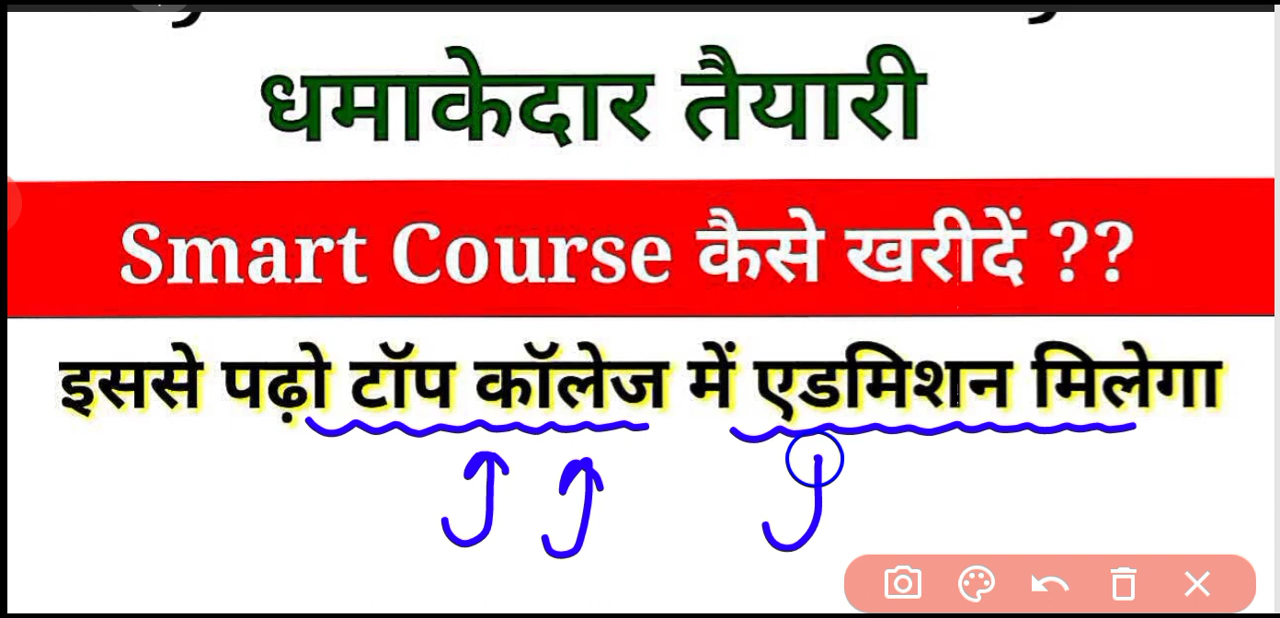 धमाकेदार तैयारी
Smart Course कैसे खरीदें ??
इससे पढ़ो टॉप कॉलेज में एडमिशन मिलेगा